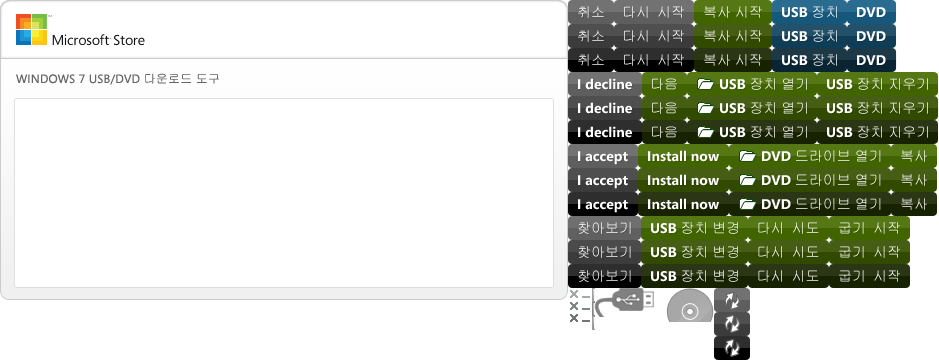 Microsoft Store
WINDOWS 7 USB/DVD 다운로드 도구
취소 다시 시작 복사 시작 USB 장치 DVD
취소 다시 시작 복사 시작 USB 장치 DVD
취소 다시 시작 복사 시작 USB 장치 DVD
I decline 다음 USB 장치 열기 USB 장치 지우기
I decline 다음 USB 장치 열기 USB 장치 지우기
I decline 다음 USB 장치 열기 USB 장치 지우기
I accept Install now DVD 드라이브 열기 복사
I accept Install now DVD 드라이브 열기 복사
I accept Install now DVD 드라이브 열기 복사
찾아보기 USB 장치 변경 다시 시도 굽기 시작
찾아보기 USB 장치 변경 다시 시도 굽기 시작
찾아보기 USB 장치 변경 다시 시도 굽기 시작